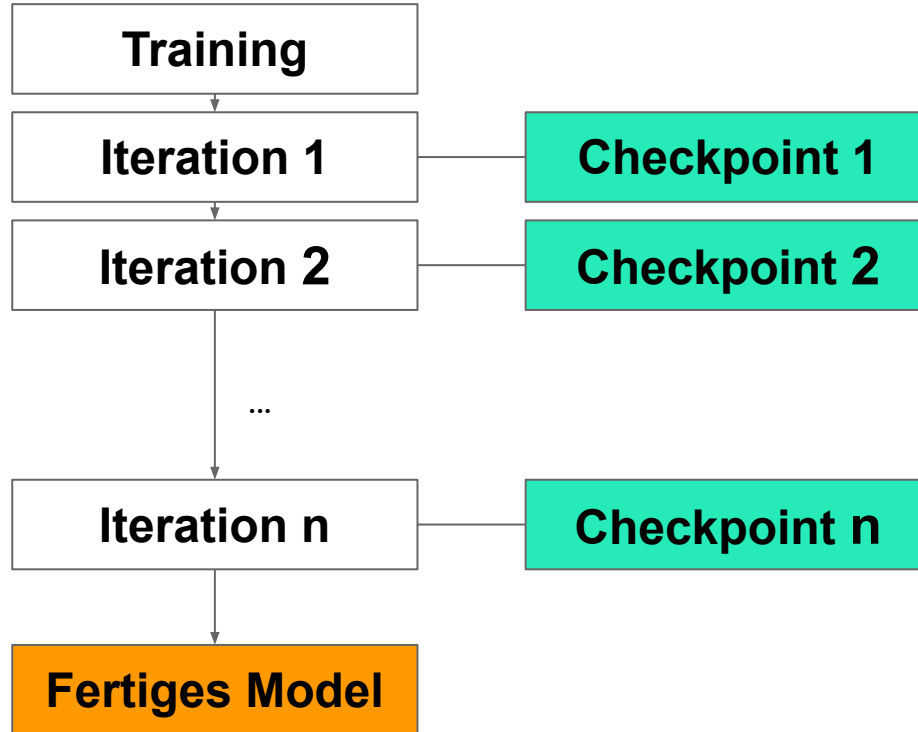 Training
Iteration 1
Checkpoint 1
Iteration 2
Checkpoint 2
...
Iteration n
Checkpoint n
Fertiges Model